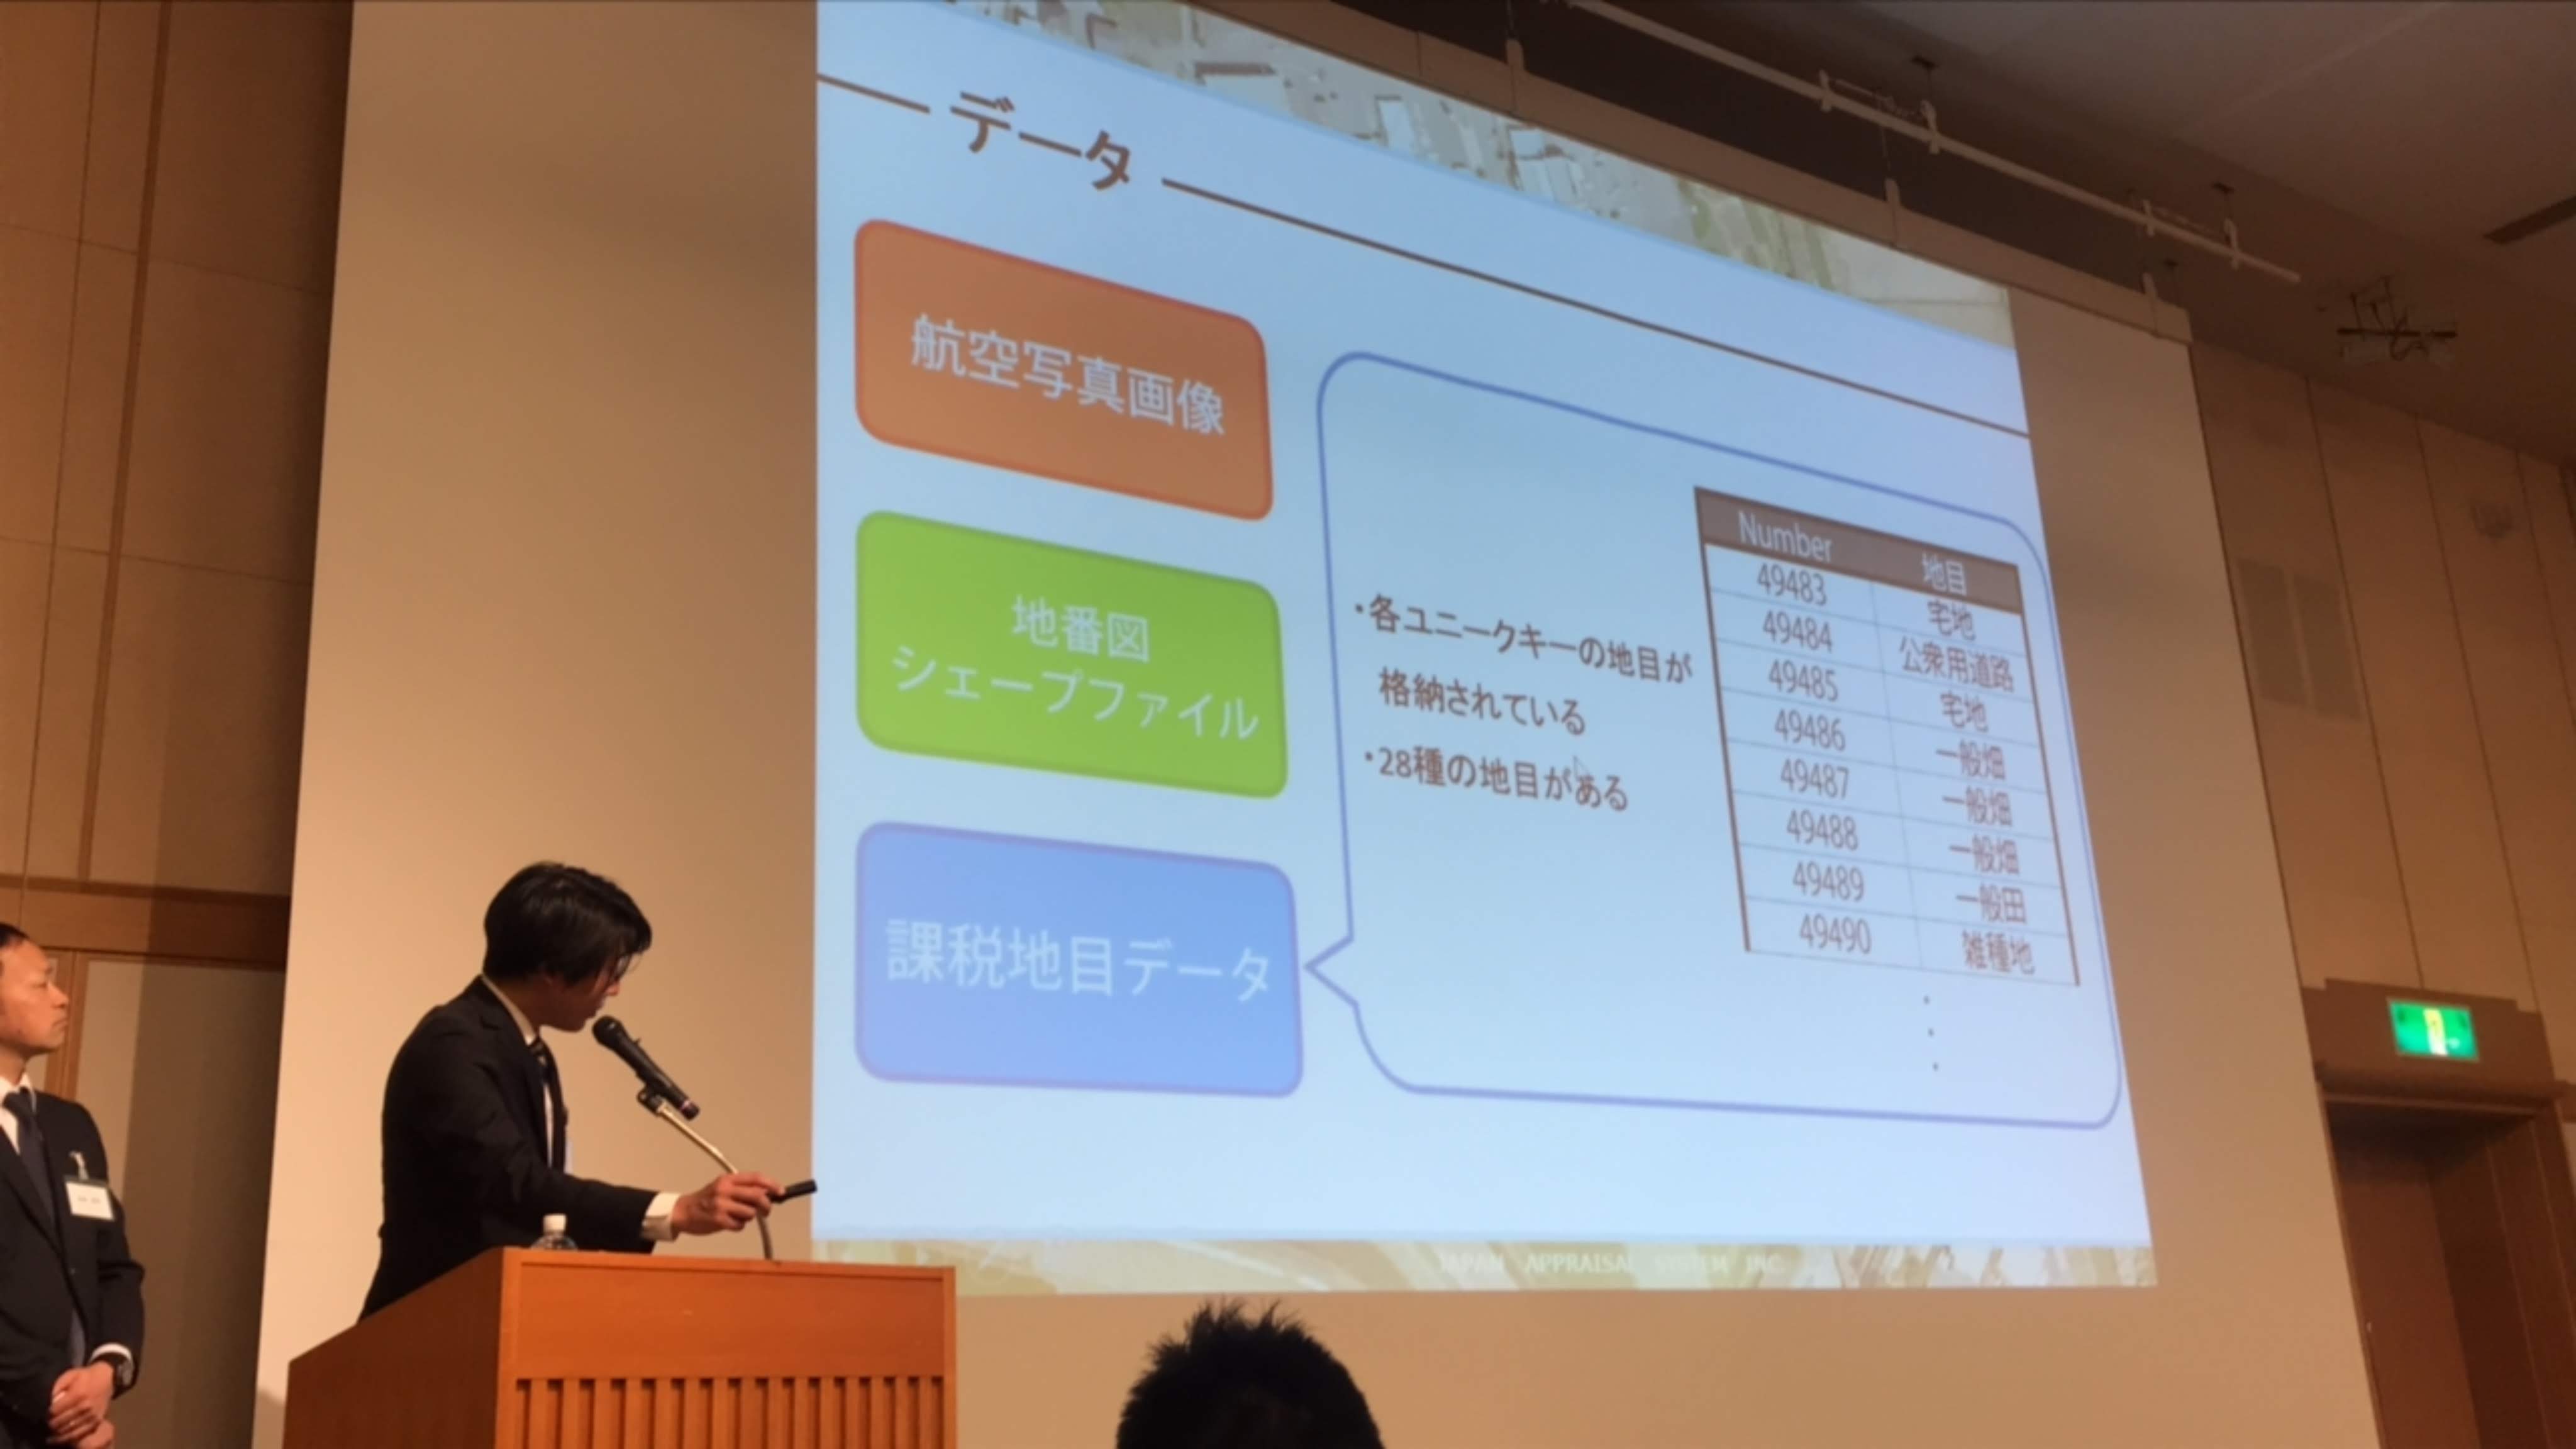 データ
航空写真画像
地番図
シェープファイル
課税地目データ
・各ユニークキーの地目が
格納されている
・28種の地目がある
Number 地目
49483 宅地
49484 公衆用道路
49485 宅地
49486 一般畑
49487 一般畑
49488 一般畑
49489 一般田
49490 雑種地
JAPAN APPRAISAL SYSTEM INC